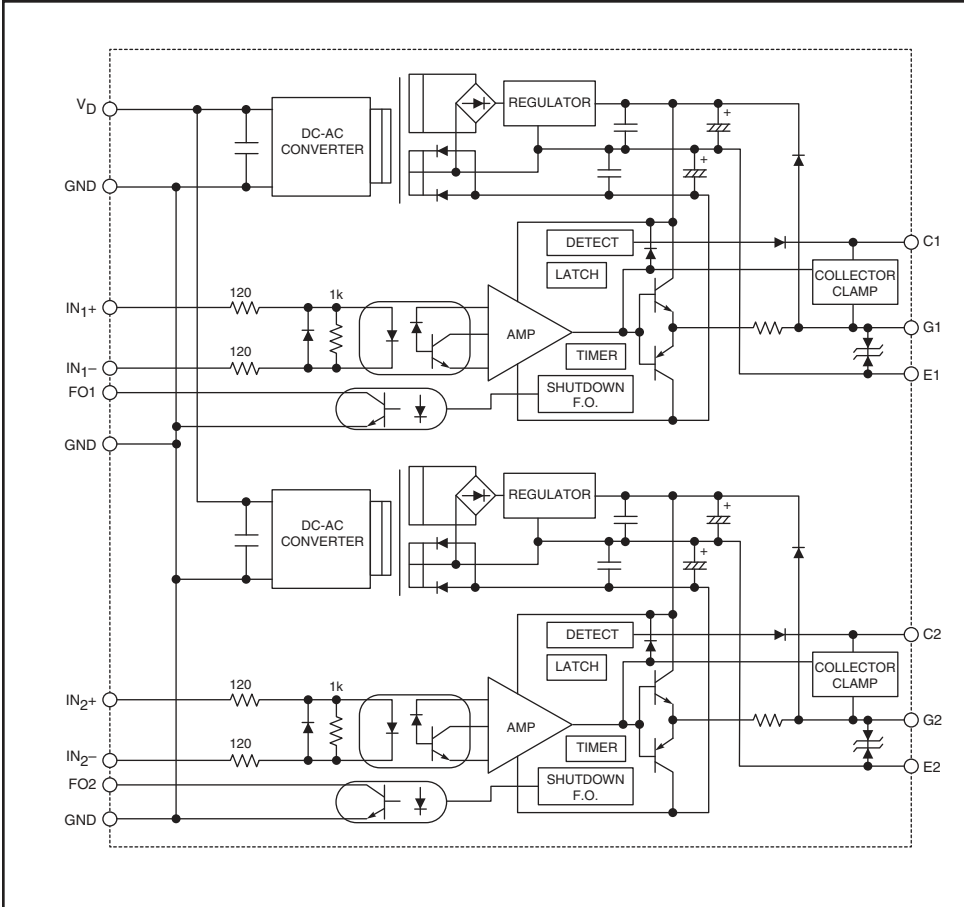 VD
GND
DC-AC
CONVERTER
REGULATOR
+
+
DETECT
LATCH
C1
COLLECTOR
CLAMP
IN1+
120
1k
IN1−
120
AMP
TIMER
SHUTDOWN
F.O.
G1
E1
FO1
GND
DC-AC
CONVERTER
REGULATOR
+
+
DETECT
LATCH
C2
COLLECTOR
CLAMP
IN2+
120
1k
IN2−
120
AMP
TIMER
SHUTDOWN
F.O.
G2
E2
FO2
GND